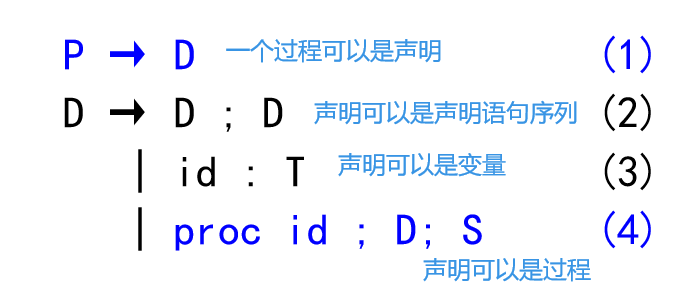 P → D 一个过程可以是声明 (1)
D → D ; D 声明可以是声明语句序列 (2)
| id : T 声明可以是变量 (3)
| proc id ; D; S (4)
声明可以是过程